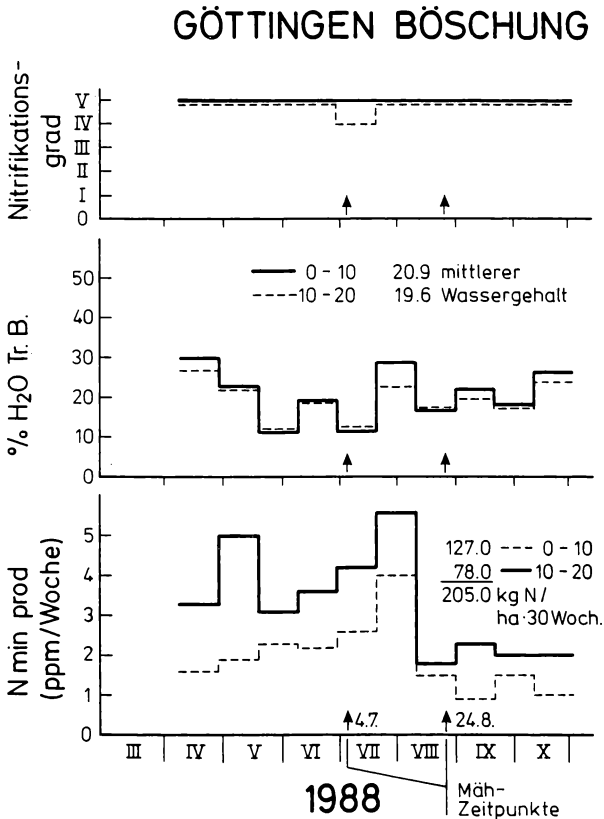 GÖTTINGEN BÖSCHUNG
Nitrifikations-
grad
V
IV
III
II
I
0
% H2O Tr. B.
50
40
30
20
10
0
0 - 10 20.9 mittlerer
10 - 20 19.6 Wassergehalt
N min prod
(ppm/Woche)
5
4
3
2
1
0
127.0 0 - 10
78.0 10 - 20
205.0 kg N/
ha·30Woch.
4.7. 24.8.
III IV V VI VII VIII IX X
1988
Mäh-
Zeitpunkte